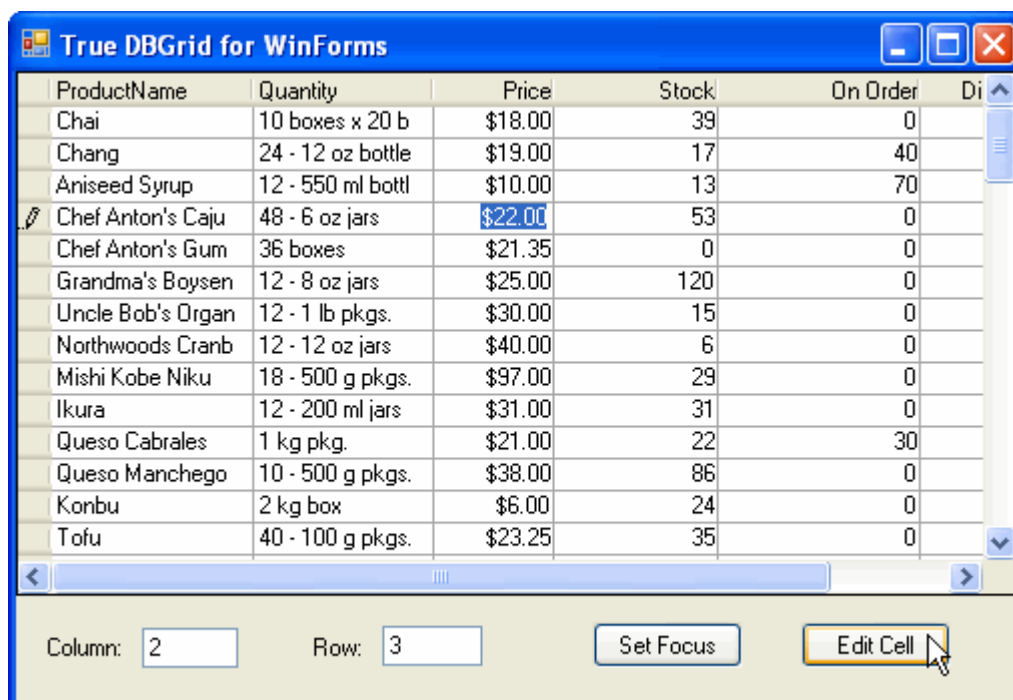 True DBGrid for WinForms
ProductName Quantity Price Stock On Order Di
Chai 10 boxes x 20 b $18.00 39 0
Chang 24 - 12 oz bottle $19.00 17 40
Aniseed Syrup 12 - 550 ml bottl $10.00 13 70
Chef Anton's Caju 48 - 6 oz jars $22.00 53 0
Chef Anton's Gum 36 boxes $21.35 0 0
Grandma's Boysen 12 - 8 oz jars $25.00 120 0
Uncle Bob's Organ 12 - 1 lb pkgs. $30.00 15 0
Northwoods Cranb 12 - 12 oz jars $40.00 6 0
Mishi Kobe Niku 18 - 500 g pkgs. $97.00 29 0
Ikura 12 - 200 ml jars $31.00 31 0
Queso Cabrales 1 kg pkg. $21.00 22 30
Queso Manchego 10 - 500 g pkgs. $38.00 86 0
Konbu 2 kg box $6.00 24 0
Tofu 40 - 100 g pkgs. $23.25 35 0
Column: 2 Row: 3 Set Focus Edit Cell